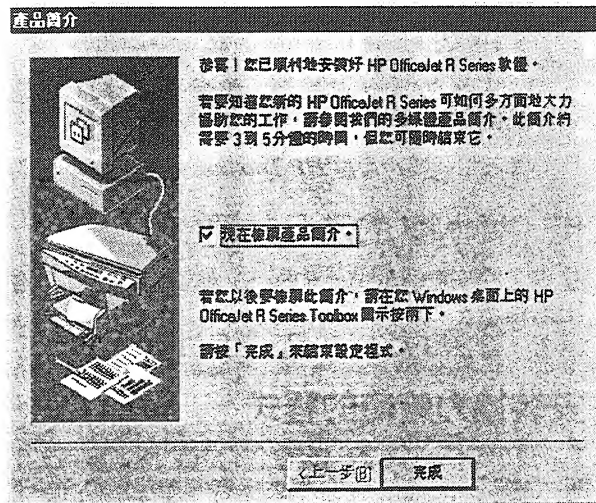 產品簡介
恭喜！您已順利地安裝好 HP OfficeJet R Series 軟體。
若要知道您新的 HP OfficeJet R Series 可如何多方面地大力
協助您的工作，請參閱我們的多媒體產品簡介。此簡介約
需要 3 到 5 分鐘的時間，但您可隨時結束它。
現在檢視產品簡介。
若您以後要檢視此簡介，請在您 Windows 桌面上的 HP
OfficeJet R Series Toolbox 圖示按兩下。
請按「完成」來結束設定程式。
<上一步(B)
完成